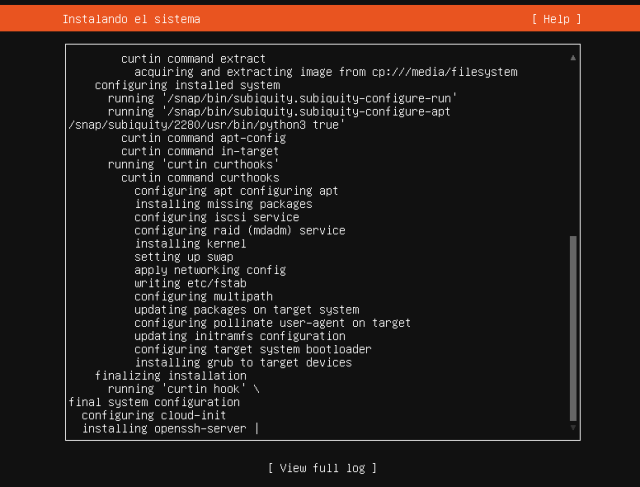 Instalando el sistema [ Help ]
curtin command extract
acquiring and extracting image from cp:///media/filesystem
configuring installed system
running '/snap/bin/subiquity.subiquity-configure-run'
running '/snap/bin/subiquity.subiquity-configure-apt
/snap/subiquity/2280/usr/bin/python3 true'
curtin command apt-config
curtin command in-target
running 'curtin curthooks'
curtin command curthooks
configuring apt configuring apt
installing missing packages
configuring iscsi service
configuring raid (mdadm) service
installing kernel
setting up swap
apply networking config
writing etc/fstab
configuring multipath
updating packages on target system
configuring pollinate user-agent on target
updating initramfs configuration
configuring target system bootloader
installing grub to target devices
finalizing installation
running 'curtin hook' \
final system configuration
configuring cloud-init
installing openssh-server |
[ View full log ]